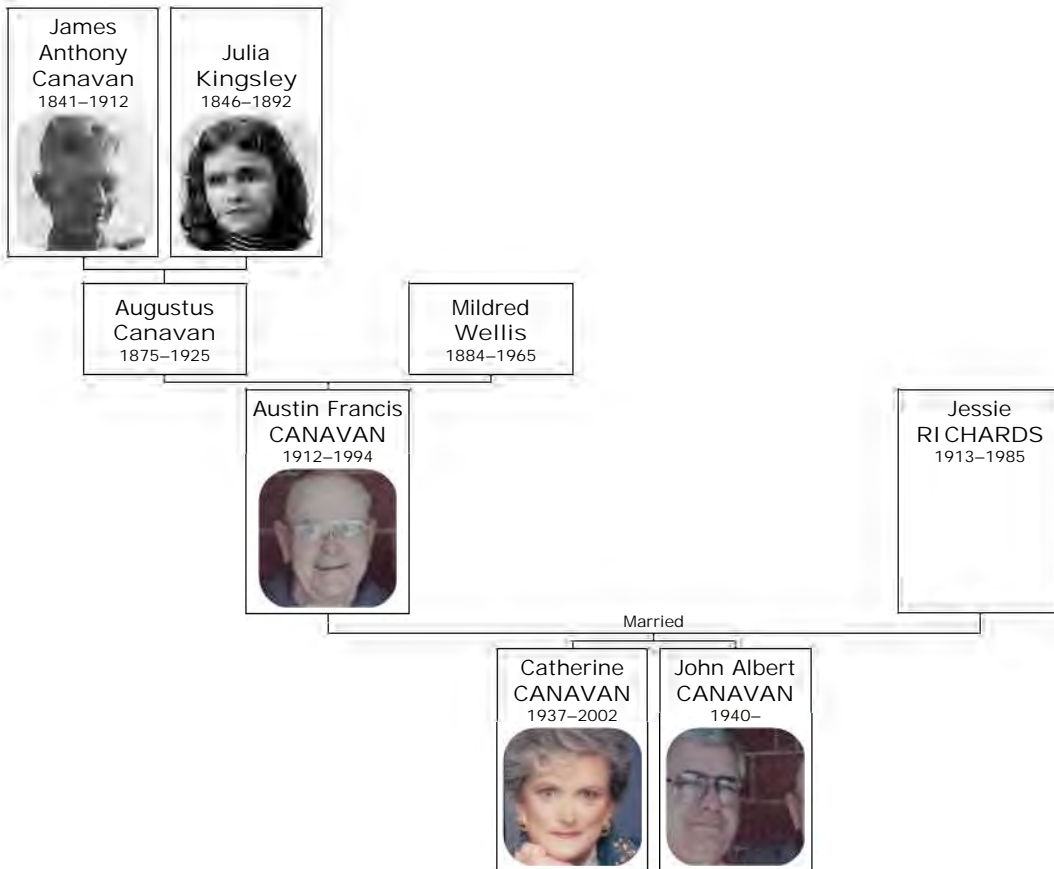 James
Anthony
Canavan
1841–1912
Julia
Kingsley
1846–1892
Augustus
Canavan
1875–1925
Mildred
Wellis
1884–1965
Austin Francis
CANAVAN
1912–1994
Jessie
RICHARDS
1913–1985
Married
Catherine
CANAVAN
1937–2002
John Albert
CANAVAN
1940–